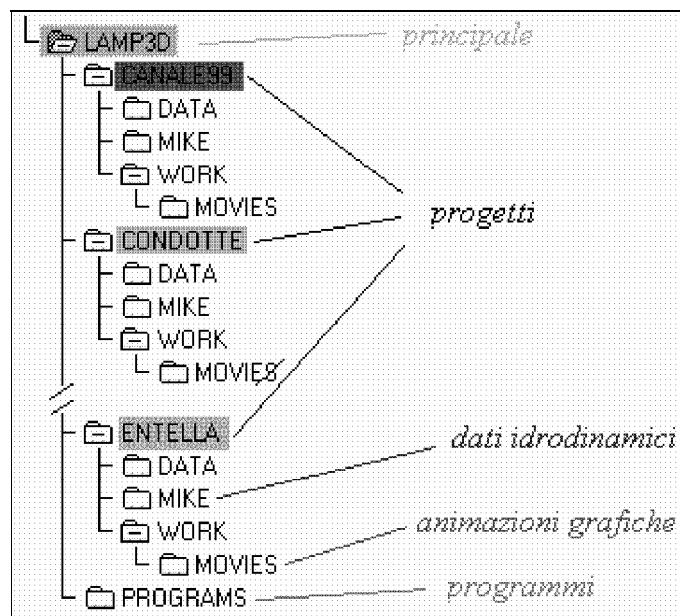 LAMP3D principale
CANALE99
DATA
MIKE
WORK
MOVIES
progetti
CONDOTTE
DATA
MIKE
WORK
MOVIES
ENTELLA
dati idrodinamici
DATA
MIKE
WORK
animazioni grafiche
MOVIES
programmi
PROGRAMS